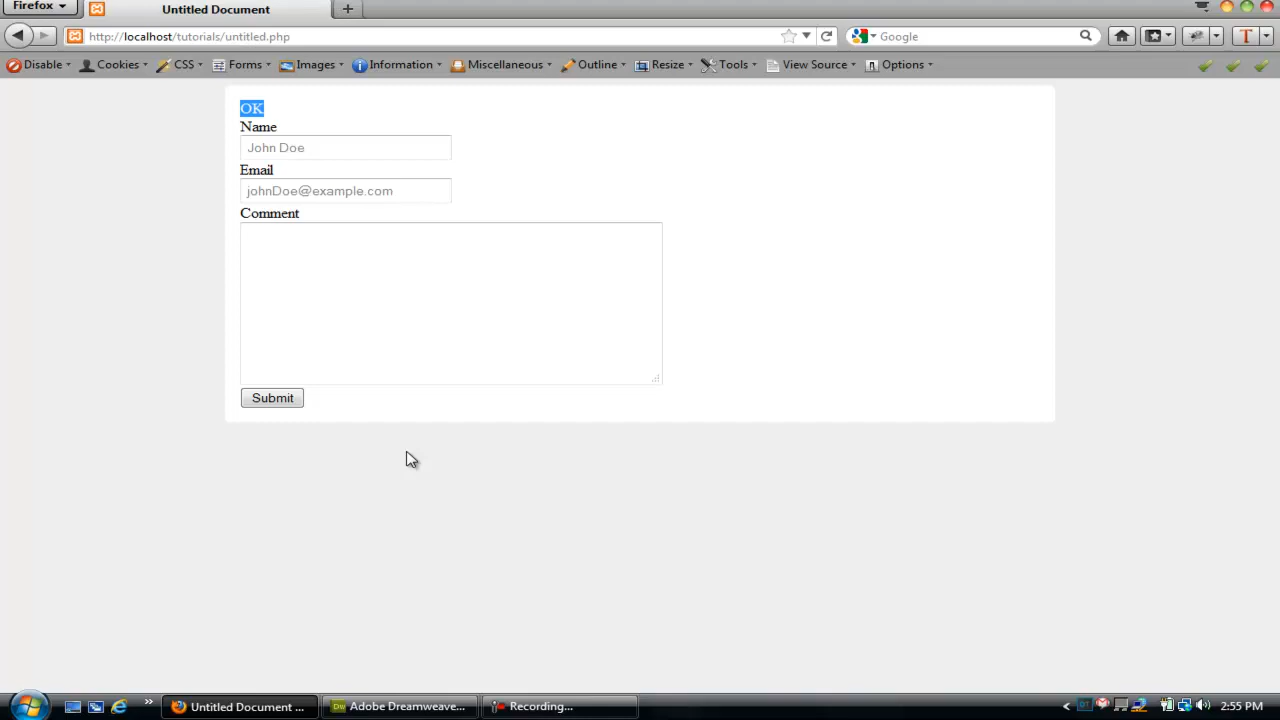 Firefox
Untitled Document
http://localhost/tutorials/untitled.php
Google
Disable Cookies CSS Forms Images Information Miscellaneous Outline Resize Tools View Source Options
OK
Name
John Doe
Email
johnDoe@example.com
Comment
Submit
Untitled Document ... Adobe Dreamweave... Recording... 2:55 PM